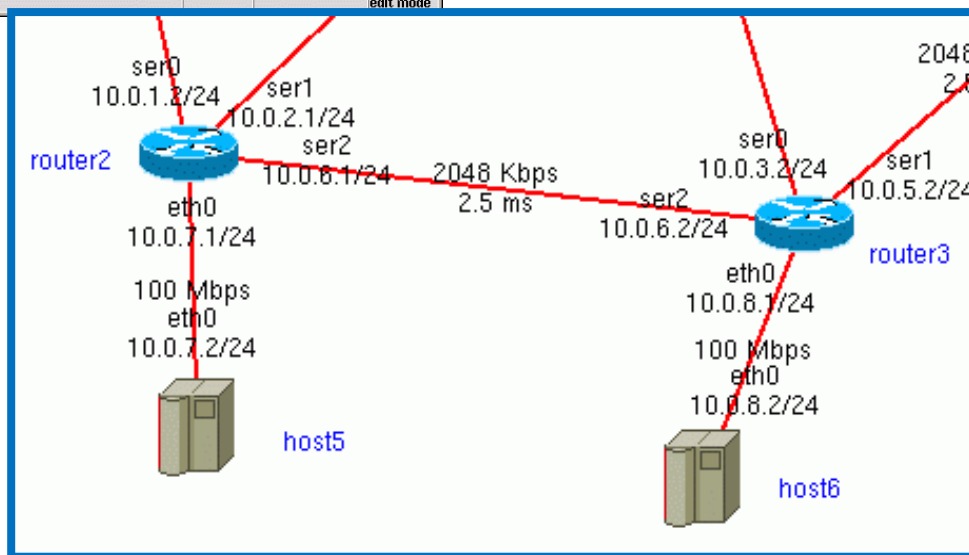 edit mode
ser0
10.0.1.2/24
ser1
10.0.2.1/24
router2
ser2
10.0.6.1/24
eth0
10.0.7.1/24
100 Mbps
eth0
10.0.7.2/24
host5
2048 Kbps
2.5 ms
2048
ser0
10.0.3.2/24
ser1
10.0.5.2/24
ser2
10.0.6.2/24
router3
eth0
10.0.8.1/24
100 Mbps
eth0
10.0.8.2/24
host6